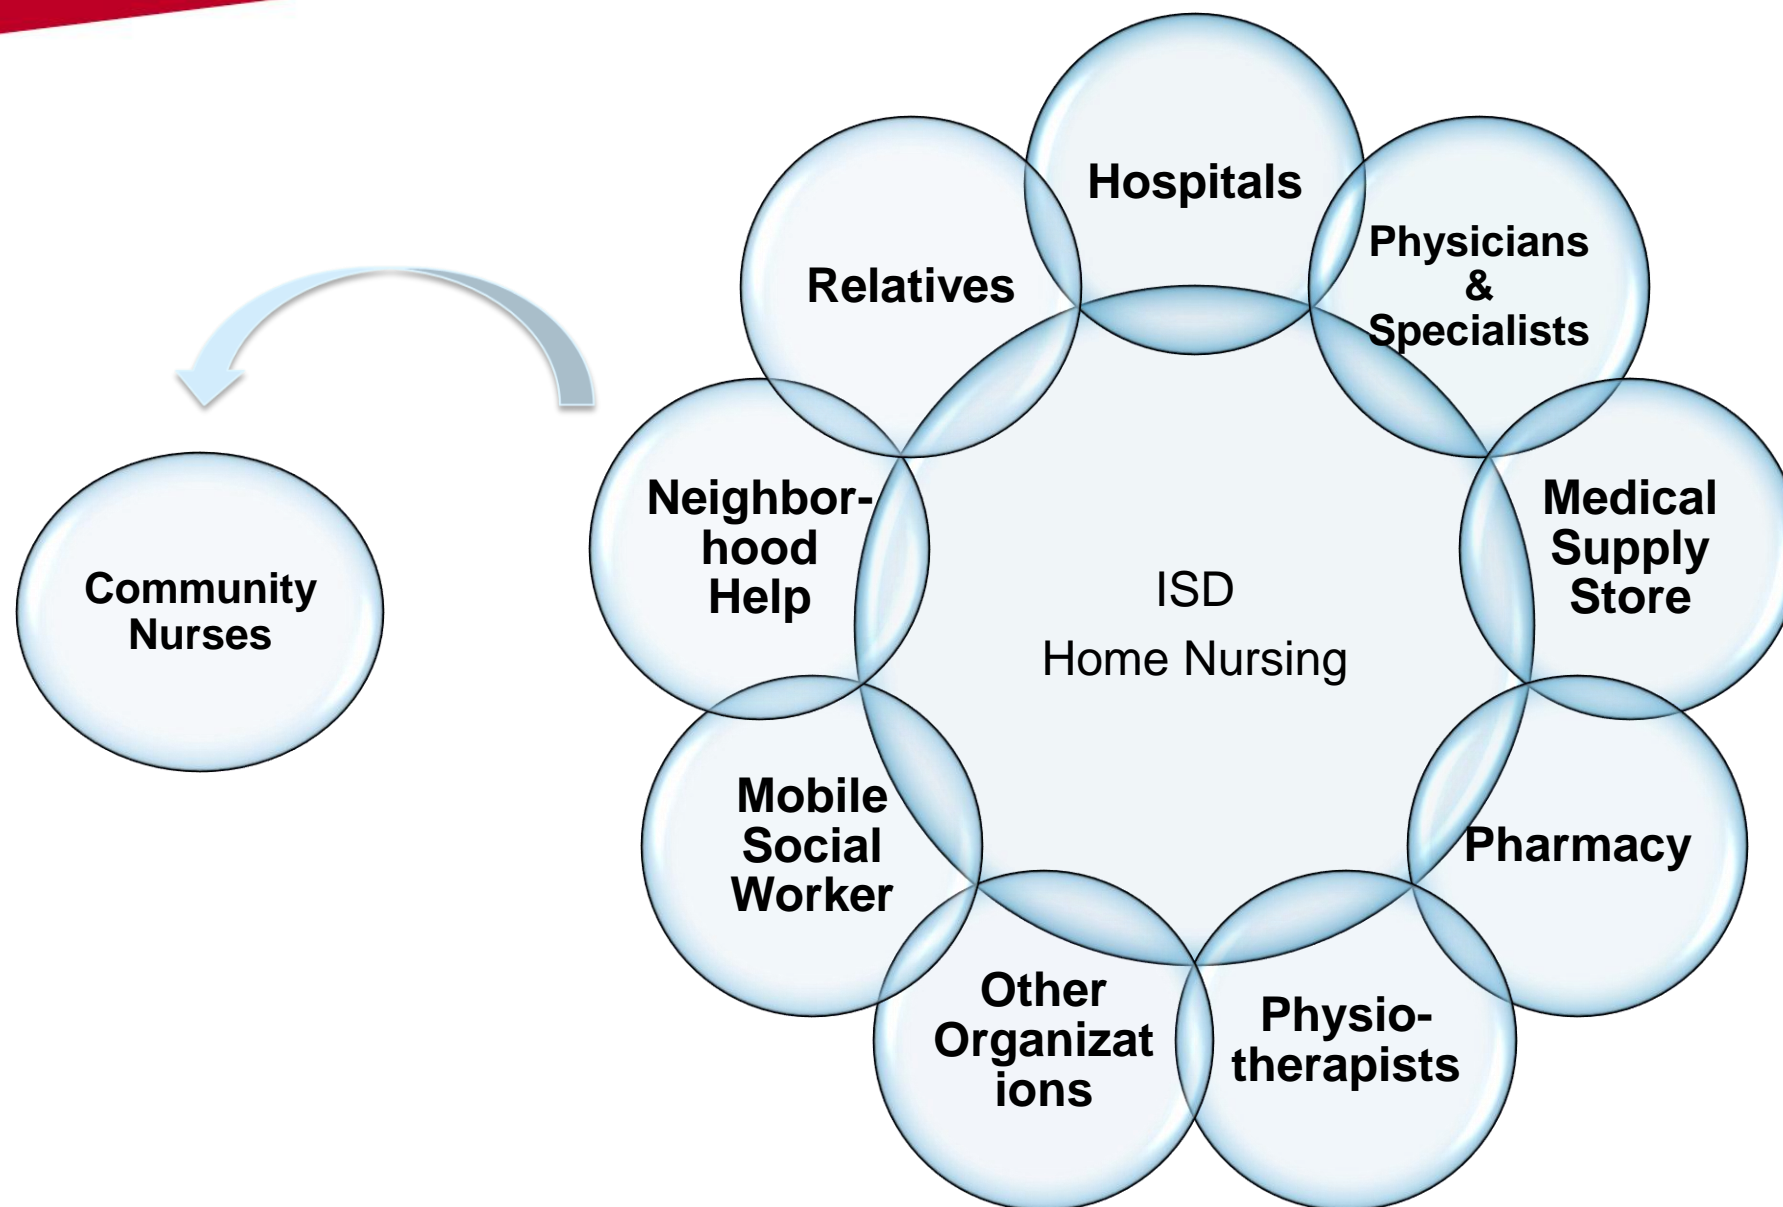 Hospitals
Physicians
&
Specialists
Relatives
Medical
Supply
Store
Neighbor-
hood
Help
Community
Nurses
ISD
Home Nursing
Pharmacy
Mobile
Social
Worker
Other
Organizat
ions
Physio-
therapists